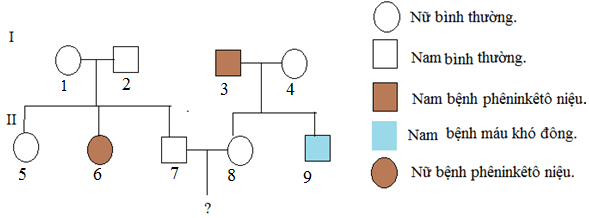 I
1
2
3
4
II
5
6
7
8
9
?
Nữ bình thường.
Nam bình thường.
Nam bệnh phêninkêtô niệu.
Nam bệnh máu khó đông.
Nữ bệnh phêninkêtô niệu.